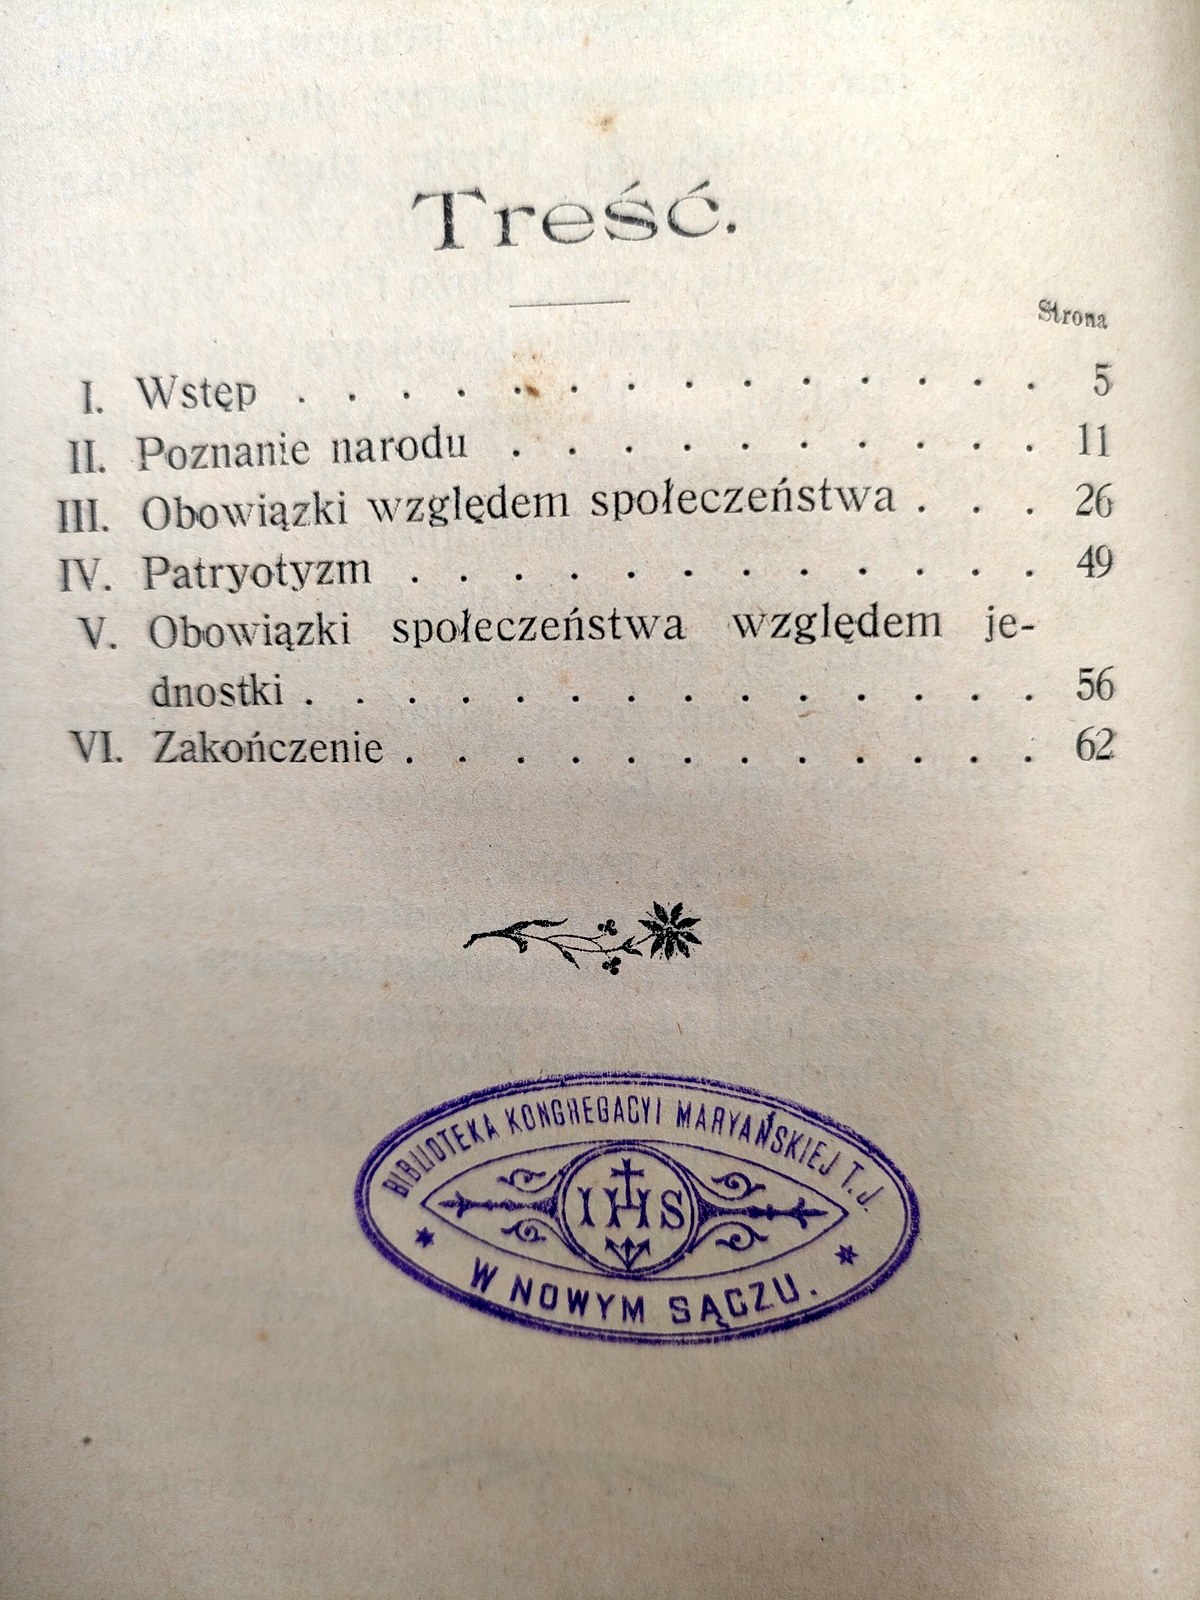 Treść.
Strona
I. Wstęp . . . . . . . . . . . . . . 5
II. Poznanie narodu . . . . . . . . . . 11
III. Obowiązki względem społeczeństwa . . . 26
IV. Patryotyzm . . . . . . . . . . . . 49
V. Obowiązki społeczeństwa względem je-
dnostki . . . . . . . . . . . . . . 56
VI. Zakończenie . . . . . . . . . . . . 62
BIBLIOTEKA KONGREGACYI MARYAŃSKIEJ T. J.
IHS
W NOWYM SĄCZU.